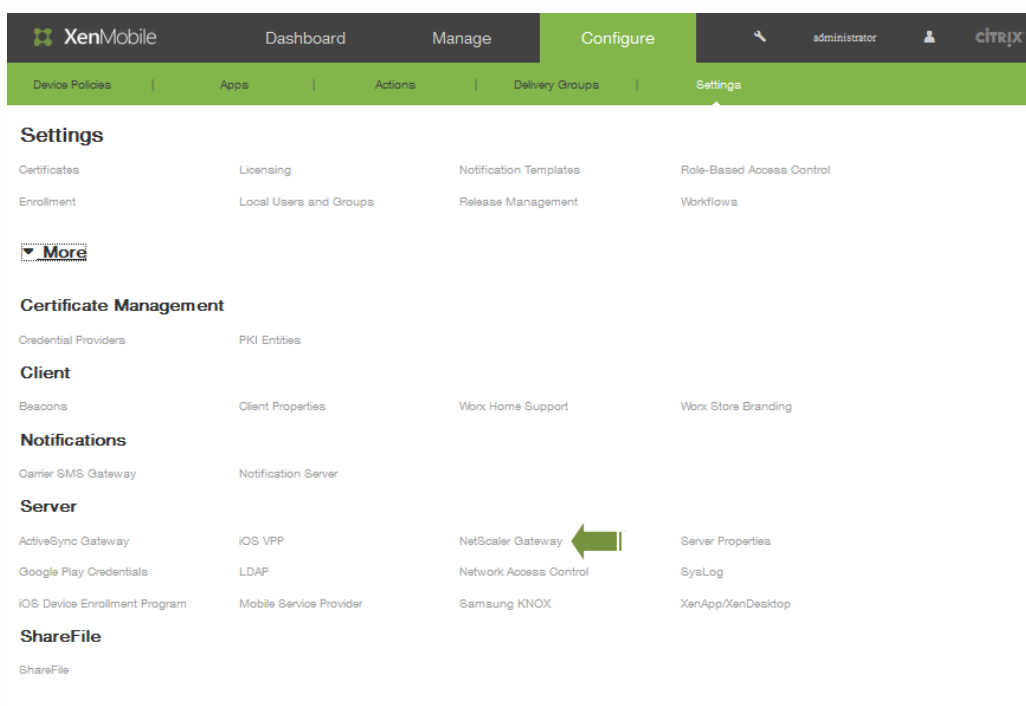 XenMobile Dashboard Manage Configure administrator CİTRIX
Device Policies | Apps | Actions | Delivery Groups | Settings
Settings
Certificates Licensing Notification Templates Role-Based Access Control
Enrollment Local Users and Groups Release Management Workflows
More
Certificate Management
Credential Providers PKI Entities
Client
Beacons Client Properties Worx Home Support Worx Store Branding
Notifications
Carrier SMS Gateway Notification Server
Server
ActiveSync Gateway iOS VPP NetScaler Gateway Server Properties
Google Play Credentials LDAP Network Access Control SysLog
iOS Device Enrollment Program Mobile Service Provider Samsung KNOX XenApp/XenDesktop
ShareFile
ShareFile